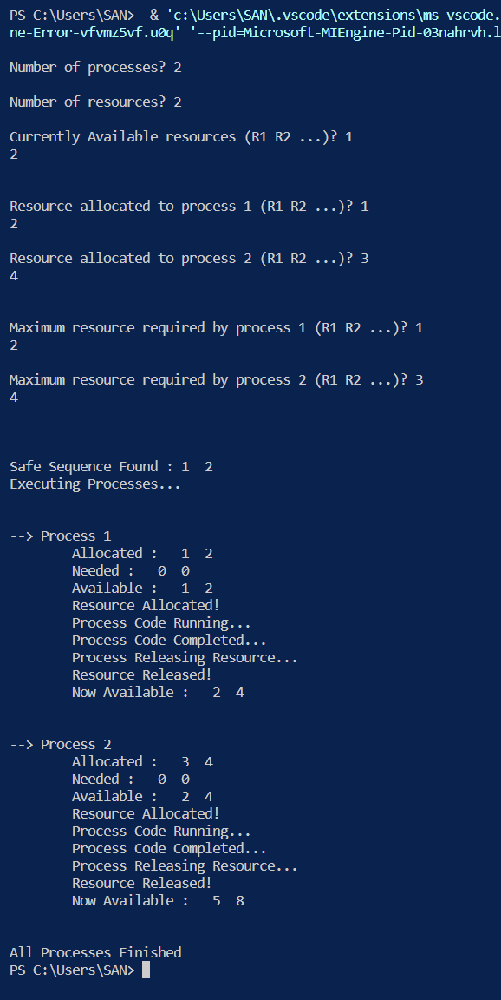 PS C:\Users\SAN>  & 'c:\Users\SAN\.vscode\extensions\ms-vscode.
ne-Error-vfvmz5vf.u0q' '--pid=Microsoft-MIEngine-Pid-03nahrvh.l
Number of processes? 2
Number of resources? 2
Currently Available resources (R1 R2 ...)? 1
2
Resource allocated to process 1 (R1 R2 ...)? 1
2
Resource allocated to process 2 (R1 R2 ...)? 3
4
Maximum resource required by process 1 (R1 R2 ...)? 1
2
Maximum resource required by process 2 (R1 R2 ...)? 3
4
Safe Sequence Found : 1  2
Executing Processes...
--> Process 1
        Allocated :   1  2
        Needed :   0  0
        Available :   1  2
        Resource Allocated!
        Process Code Running...
        Process Code Completed...
        Process Releasing Resource...
        Resource Released!
        Now Available :   2  4
--> Process 2
        Allocated :   3  4
        Needed :   0  0
        Available :   2  4
        Resource Allocated!
        Process Code Running...
        Process Code Completed...
        Process Releasing Resource...
        Resource Released!
        Now Available :   5  8
All Processes Finished
PS C:\Users\SAN>